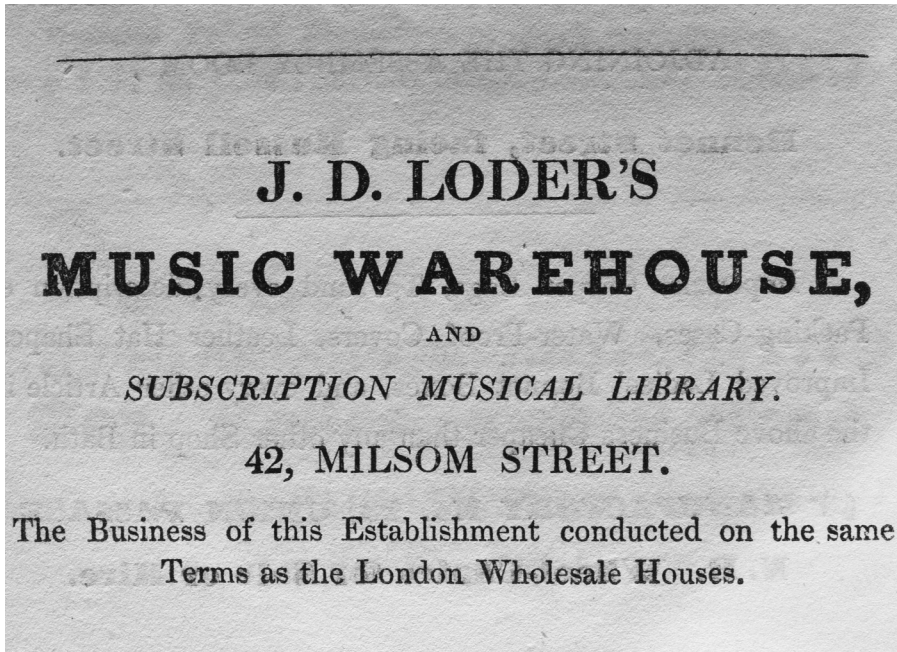 J. D. LODER'S
MUSIC WAREHOUSE,
AND
SUBSCRIPTION MUSICAL LIBRARY.
42, MILSOM STREET.
The Business of this Establishment conducted on the same
Terms as the London Wholesale Houses.